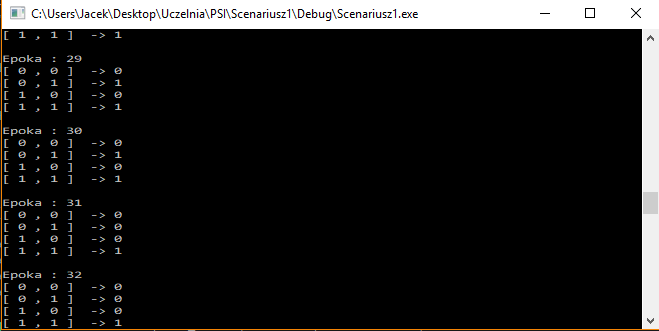 C:\Users\Jacek\Desktop\Uczelnia\PSI\Scenariusz1\Debug\Scenariusz1.exe
[ 1 , 1 ]  -> 1
Epoka : 29
[ 0 , 0 ]  -> 0
[ 0 , 1 ]  -> 1
[ 1 , 0 ]  -> 0
[ 1 , 1 ]  -> 1
Epoka : 30
[ 0 , 0 ]  -> 0
[ 0 , 1 ]  -> 1
[ 1 , 0 ]  -> 0
[ 1 , 1 ]  -> 1
Epoka : 31
[ 0 , 0 ]  -> 0
[ 0 , 1 ]  -> 0
[ 1 , 0 ]  -> 0
[ 1 , 1 ]  -> 1
Epoka : 32
[ 0 , 0 ]  -> 0
[ 0 , 1 ]  -> 0
[ 1 , 0 ]  -> 0
[ 1 , 1 ]  -> 1